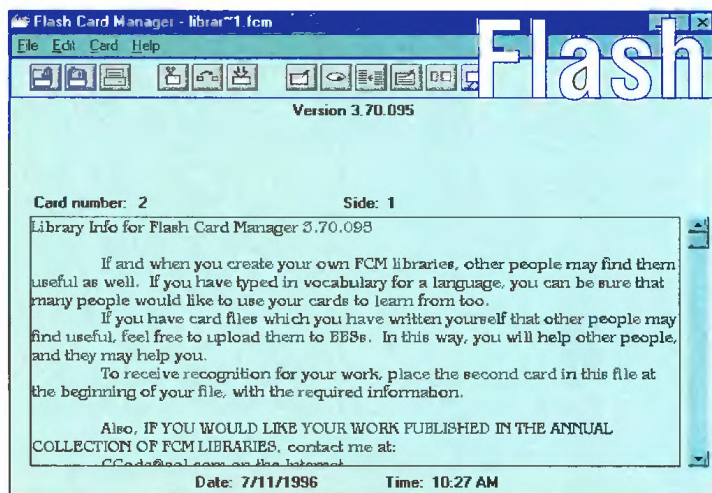 Flash Card Manager - librar~1.fcm
Flash
File Edit Card Help
Version 3.70.095
Card number: 2 Side: 1
Library Info for Flash Card Manager 3.70.095
If and when you create your own FCM libraries, other people may find them
useful as well. If you have typed in vocabulary for a language, you can be sure that
many people would like to use your cards to learn from too.
If you have card files which you have written yourself that other people may
find useful, feel free to upload them to BBSs. In this way, you will help other people,
and they may help you.
To receive recognition for your work, place the second card in this file at
the beginning of your file, with the required information.
Also, IF YOU WOULD LIKE YOUR WORK PUBLISHED IN THE ANNUAL
COLLECTION OF FCM LIBRARIES, contact me at:
on the Internet
Date: 7/11/1996 Time: 10:27 AM